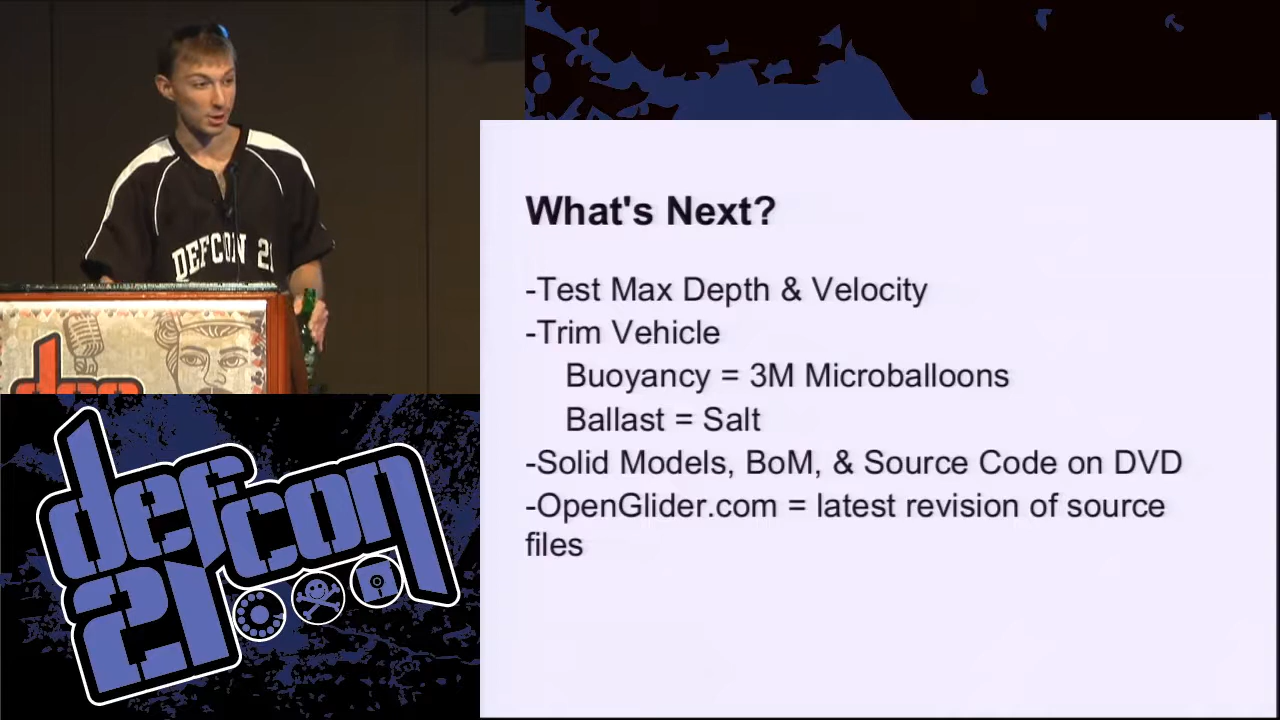 DEFCON 21
def
What's Next?
-Test Max Depth & Velocity
-Trim Vehicle
Buoyancy = 3M Microballoons
Ballast = Salt
-Solid Models, BoM, & Source Code on DVD
-OpenGlider.com = latest revision of source
files
defcon
21